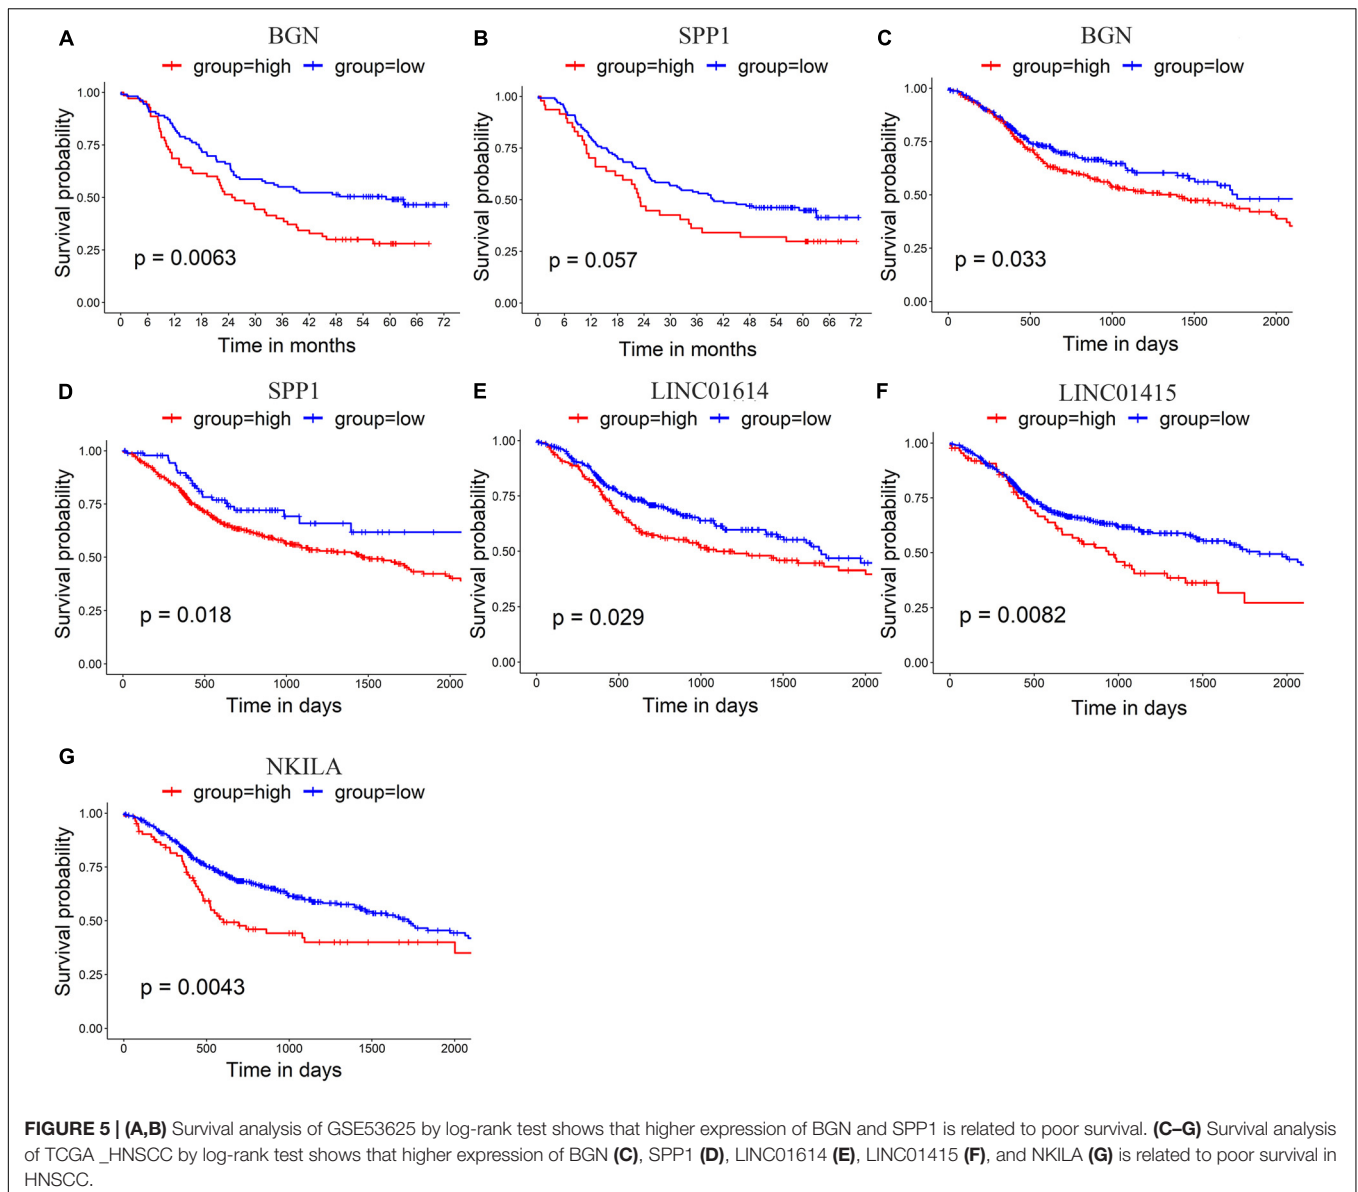 A
BGN
group=high group=low
Survival probability
1.00
0.75
0.50
0.25
0.00
p = 0.0063
0 6 12 18 24 30 36 42 48 54 60 66 72
Time in months
B
SPP1
group=high group=low
Survival probability
1.00
0.75
0.50
0.25
0.00
p = 0.057
0 6 12 18 24 30 36 42 48 54 60 66 72
Time in months
C
BGN
group=high group=low
Survival probability
1.00
0.75
0.50
0.25
0.00
p = 0.033
0 500 1000 1500 2000
Time in days
D
SPP1
group=high group=low
Survival probability
1.00
0.75
0.50
0.25
0.00
p = 0.018
0 500 1000 1500 2000
Time in days
E
LINC01614
group=high group=low
Survival probability
1.00
0.75
0.50
0.25
0.00
p = 0.029
0 500 1000 1500 2000
Time in days
F
LINC01415
group=high group=low
Survival probability
1.00
0.75
0.50
0.25
0.00
p = 0.0082
0 500 1000 1500 2000
Time in days
G
NKILA
group=high group=low
Survival probability
1.00
0.75
0.50
0.25
0.00
p = 0.0043
0 500 1000 1500 2000
Time in days
FIGURE 5 | (A,B) Survival analysis of GSE53625 by log-rank test shows that higher expression of BGN and SPP1 is related to poor survival. (C–G) Survival analysis
of TCGA _HNSCC by log-rank test shows that higher expression of BGN (C), SPP1 (D), LINC01614 (E), LINC01415 (F), and NKILA (G) is related to poor survival in
HNSCC.